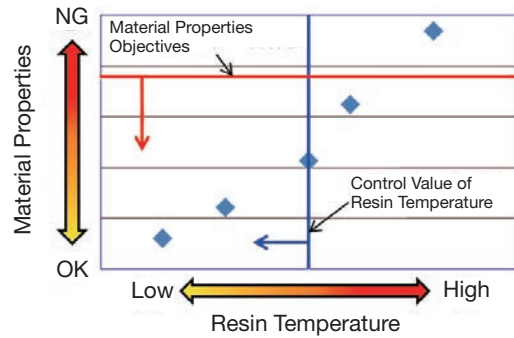 NG
Material Properties
Objectives
Material Properties
Control Value of
Resin Temperature
OK
Low
High
Resin Temperature